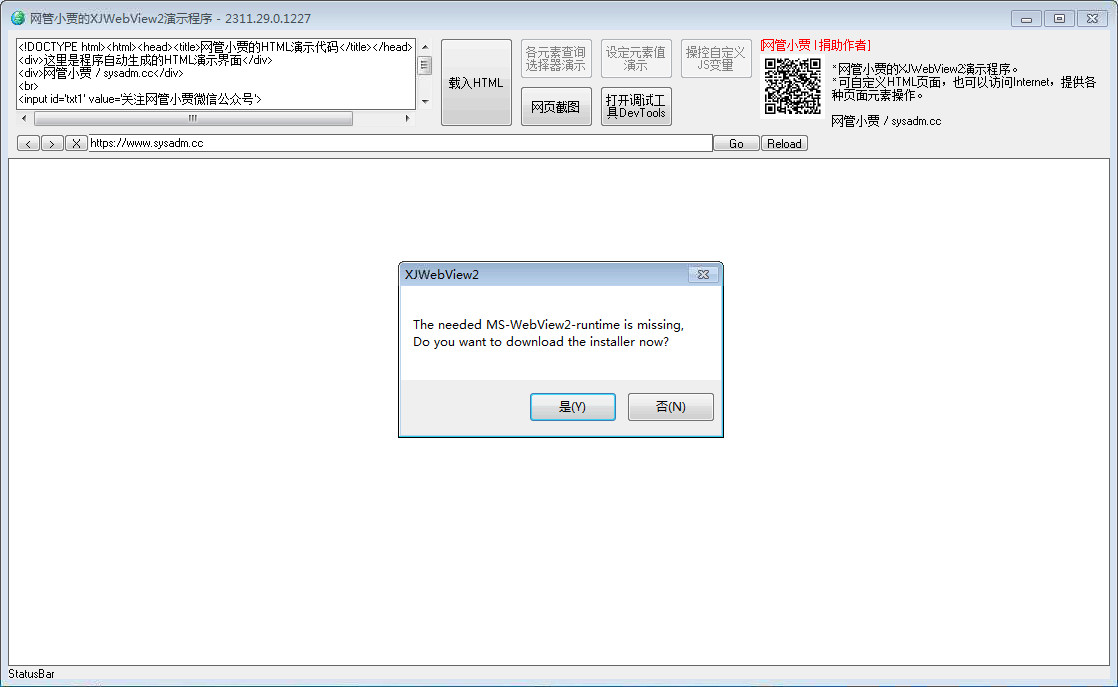 网管小贾的XJWebView2演示程序 - 2311.29.0.1227
<!DOCTYPE html><html><head><title>网管小贾的HTML演示代码</title></head>
<div>这里是程序自动生成的HTML演示界面</div>
<div>网管小贾 / sysadm.cc</div>
<br>
<input id='txt1' value='关注网管小贾微信公众号'>
载入HTML
各元素查询
选择器演示
设定元素值
演示
操控自定义
JS变量
网页截图
打开调试工
具DevTools
[网管小贾 | 捐助作者]
*网管小贾的XJWebView2演示程序。
*可自定义HTML页面，也可以访问Internet，提供各
种页面元素操作。
网管小贾 / sysadm.cc
< > X https://www.sysadm.cc Go Reload
XJWebView2
The needed MS-WebView2-runtime is missing,
Do you want to download the installer now?
是(Y) 否(N)
StatusBar